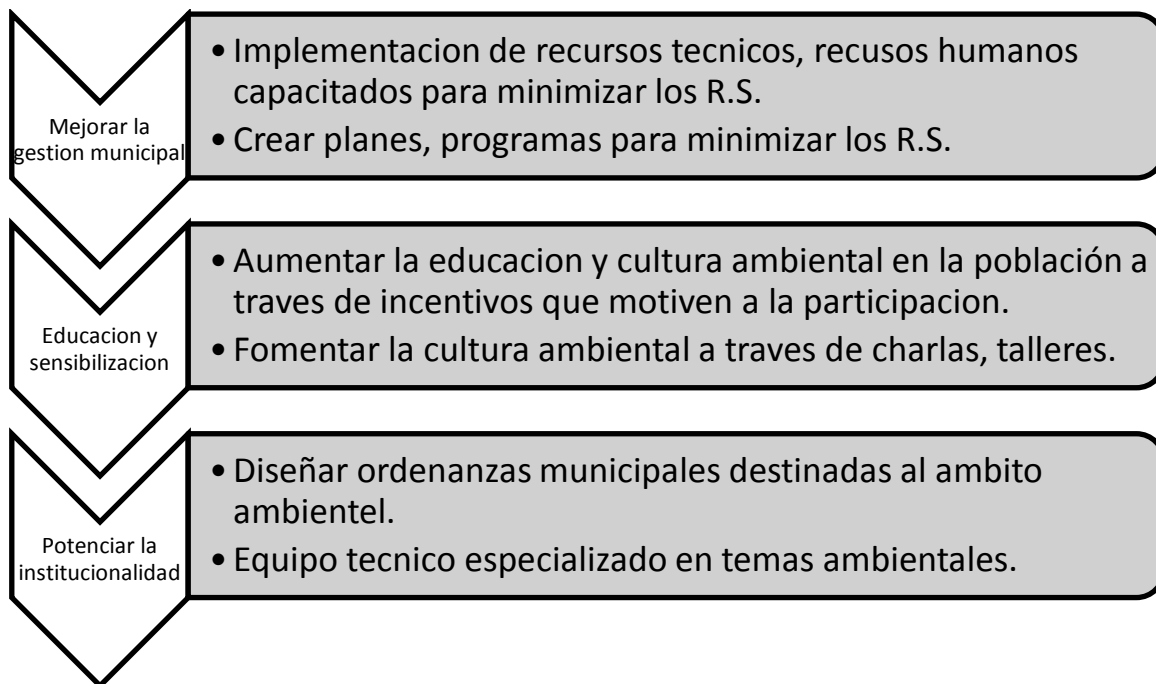 Mejorar la
gestion municipal
• Implementacion de recursos tecnicos, recusos humanos
capacitados para minimizar los R.S.
• Crear planes, programas para minimizar los R.S.
Educacion y
sensibilizacion
• Aumentar la educacion y cultura ambiental en la población a
traves de incentivos que motiven a la participacion.
• Fomentar la cultura ambiental a traves de charlas, talleres.
Potenciar la
institucionalidad
• Diseñar ordenanzas municipales destinadas al ambito
ambientel.
• Equipo tecnico especializado en temas ambientales.